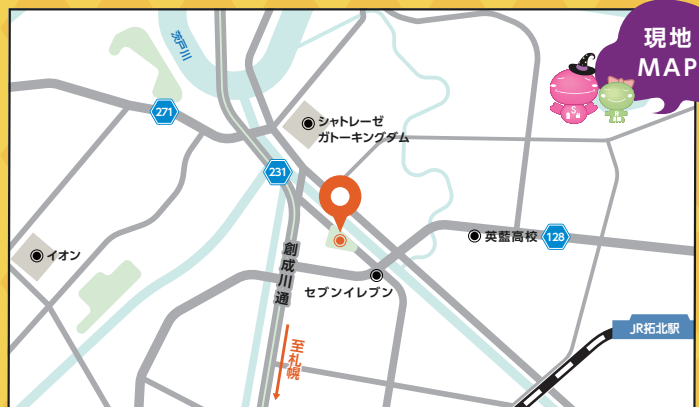 現地
MAP
茨戸川
271
シャトレーゼ
ガトーキングダム
231
英藍高校
128
イオン
創成川通
セブンイレブン
JR拓北駅
至札幌
S